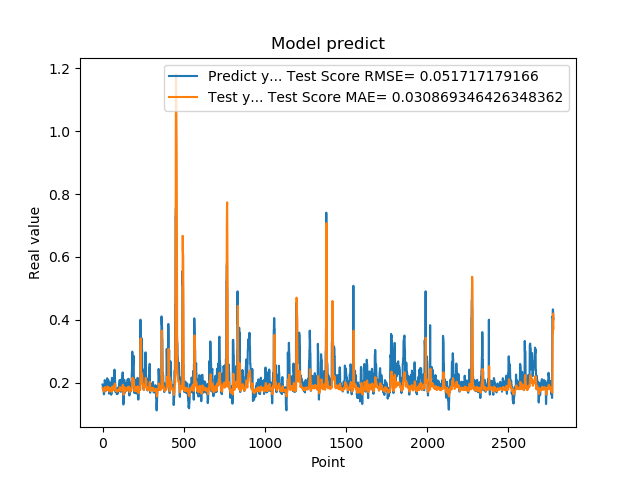 Model predict
1.2
1.0
0.8
0.6
0.4
0.2
Real value
Predict y... Test Score RMSE= 0.051717179166
Test y... Test Score MAE= 0.030869346426348362
0 500 1000 1500 2000 2500
Point